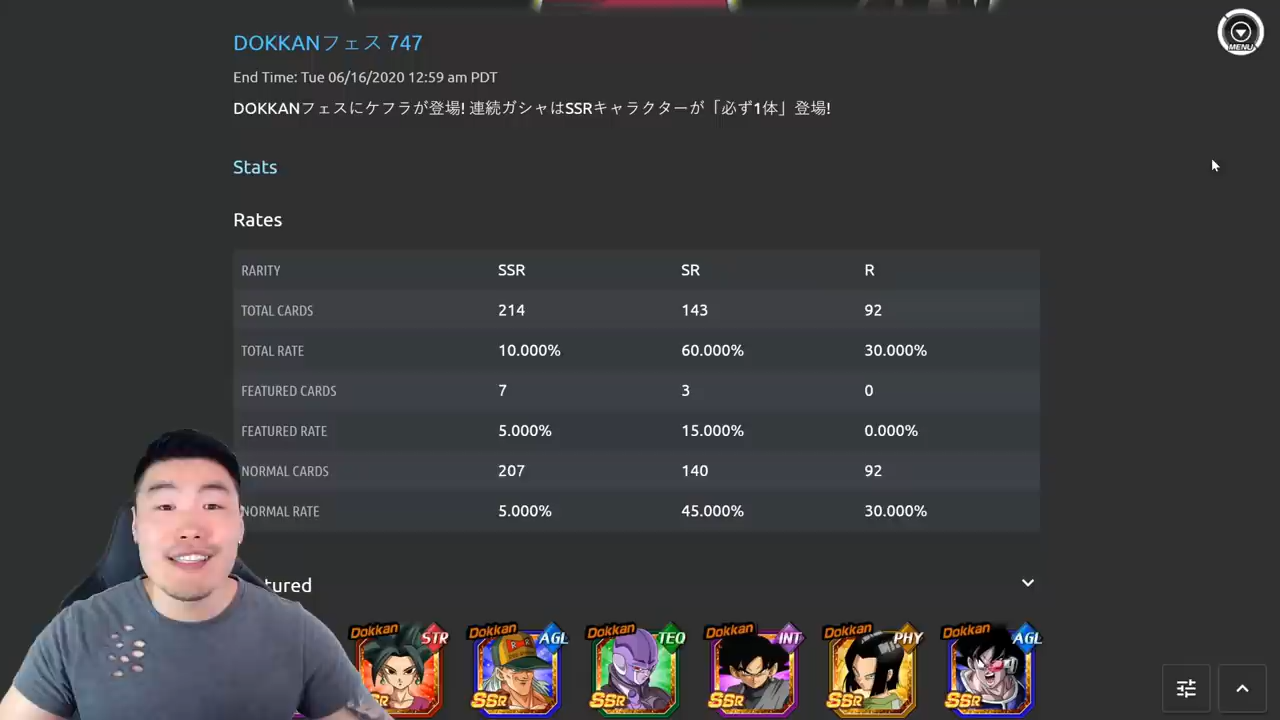 MENU
DOKKANフェス 747
End Time: Tue 06/16/2020 12:59 am PDT
DOKKANフェスにケフラが登場! 連続ガシャはSSRキャラクターが「必ず1体」登場!
Stats
Rates
RARITY SSR SR R
TOTAL CARDS 214 143 92
TOTAL RATE 10.000% 60.000% 30.000%
FEATURED CARDS 7 3 0
FEATURED RATE 5.000% 15.000% 0.000%
NORMAL CARDS 207 140 92
NORMAL RATE 5.000% 45.000% 30.000%
tured
Dokkan STR Dokkan AGL Dokkan TEQ Dokkan INT Dokkan PHY Dokkan AGL
SSR SSR SSR SSR SSR